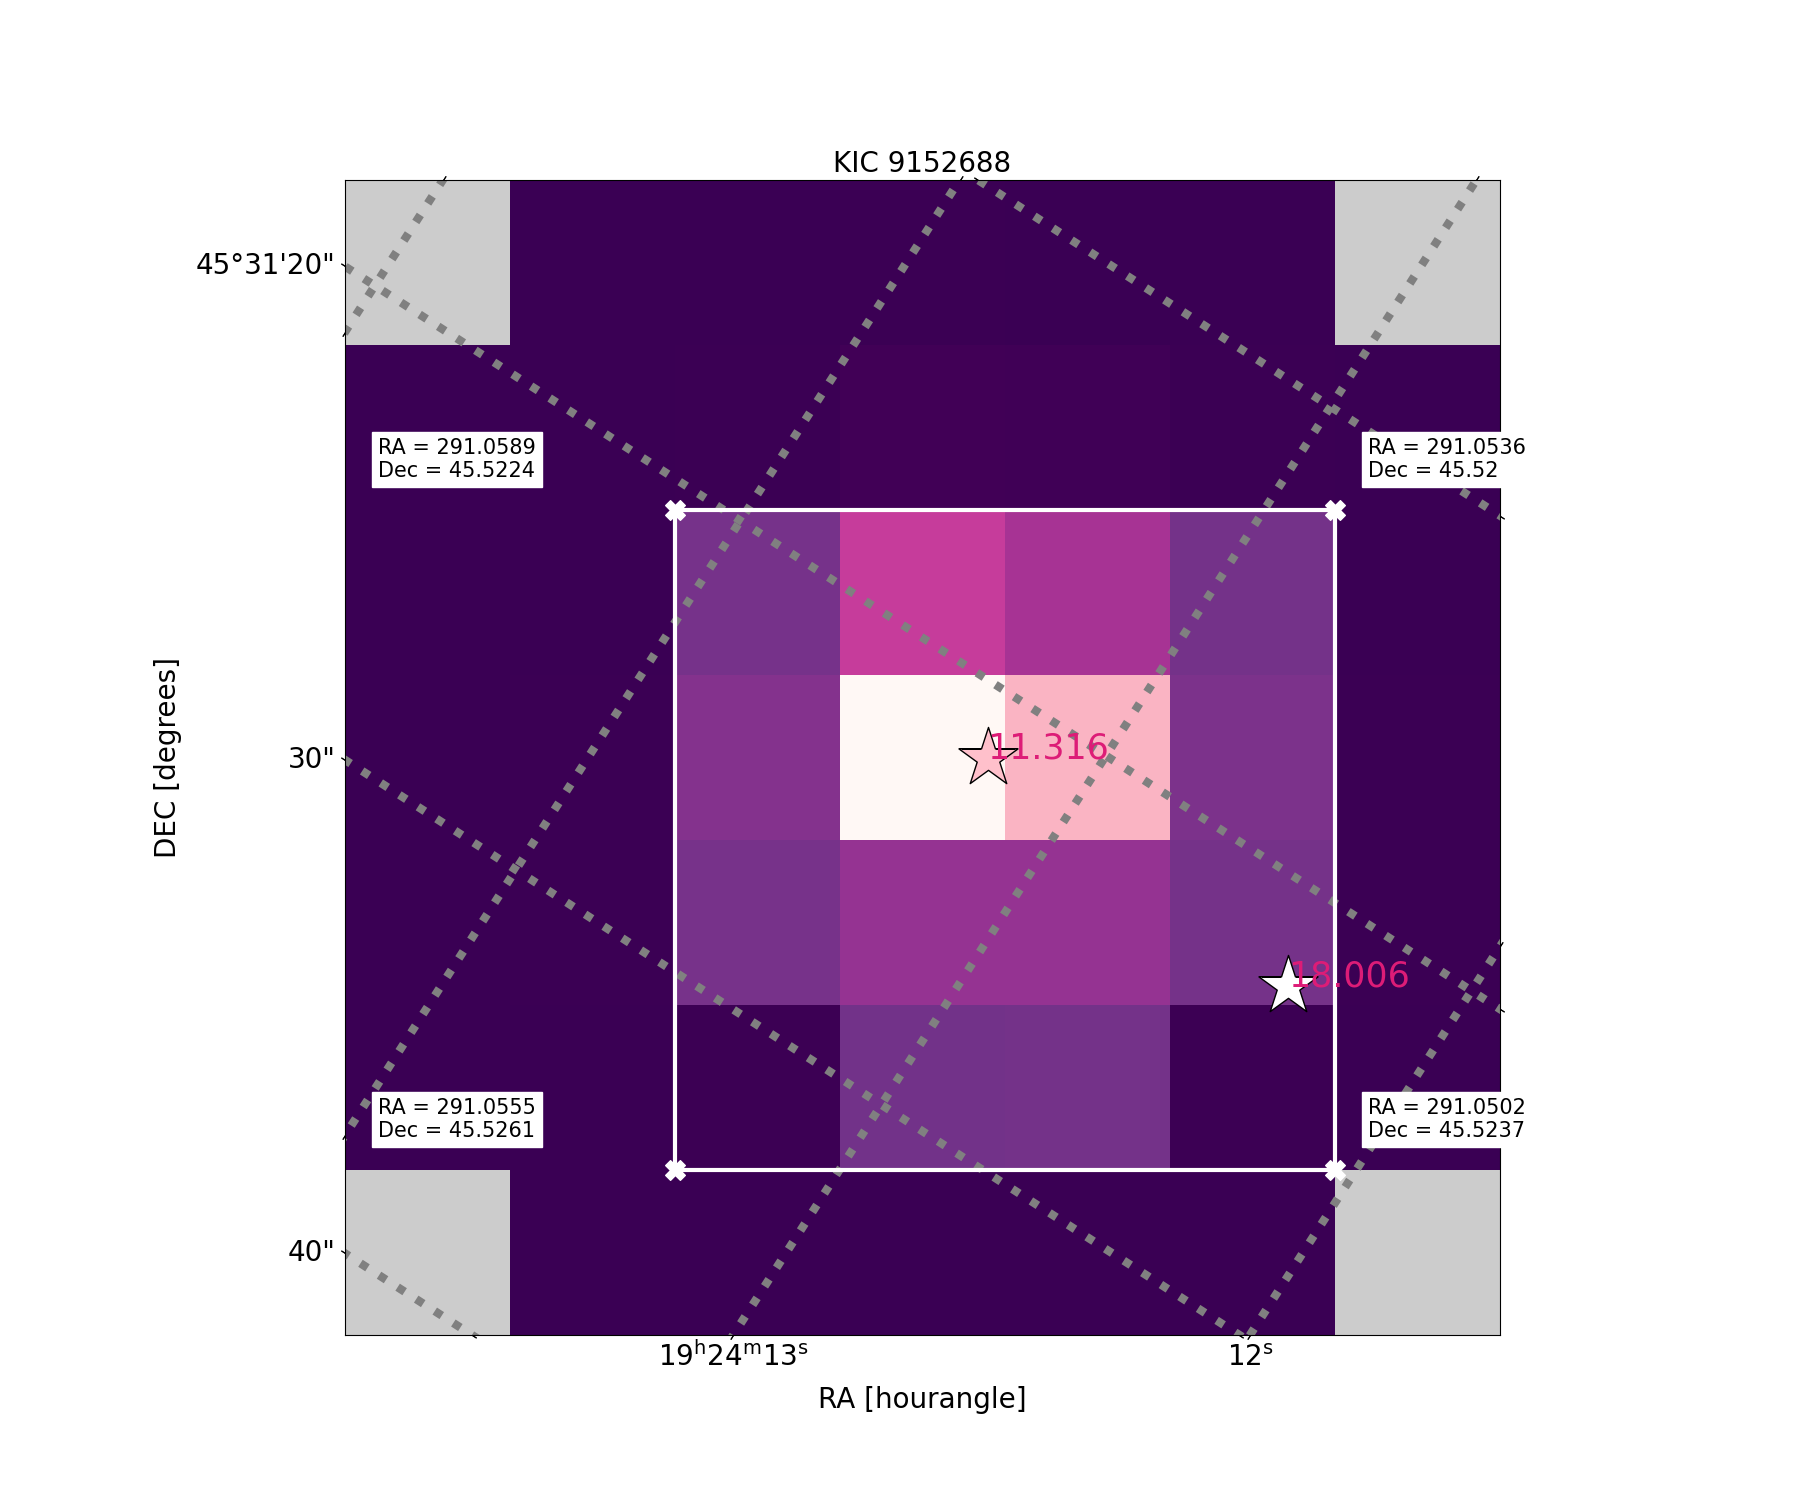 KIC 9152688
45°31'20"
RA = 291.0589
Dec = 45.5224
RA = 291.0536
Dec = 45.52
30"
11.316
DEC [degrees]
18.006
RA = 291.0555
Dec = 45.5261
RA = 291.0502
Dec = 45.5237
40"
19h24m13s
12s
RA [hourangle]